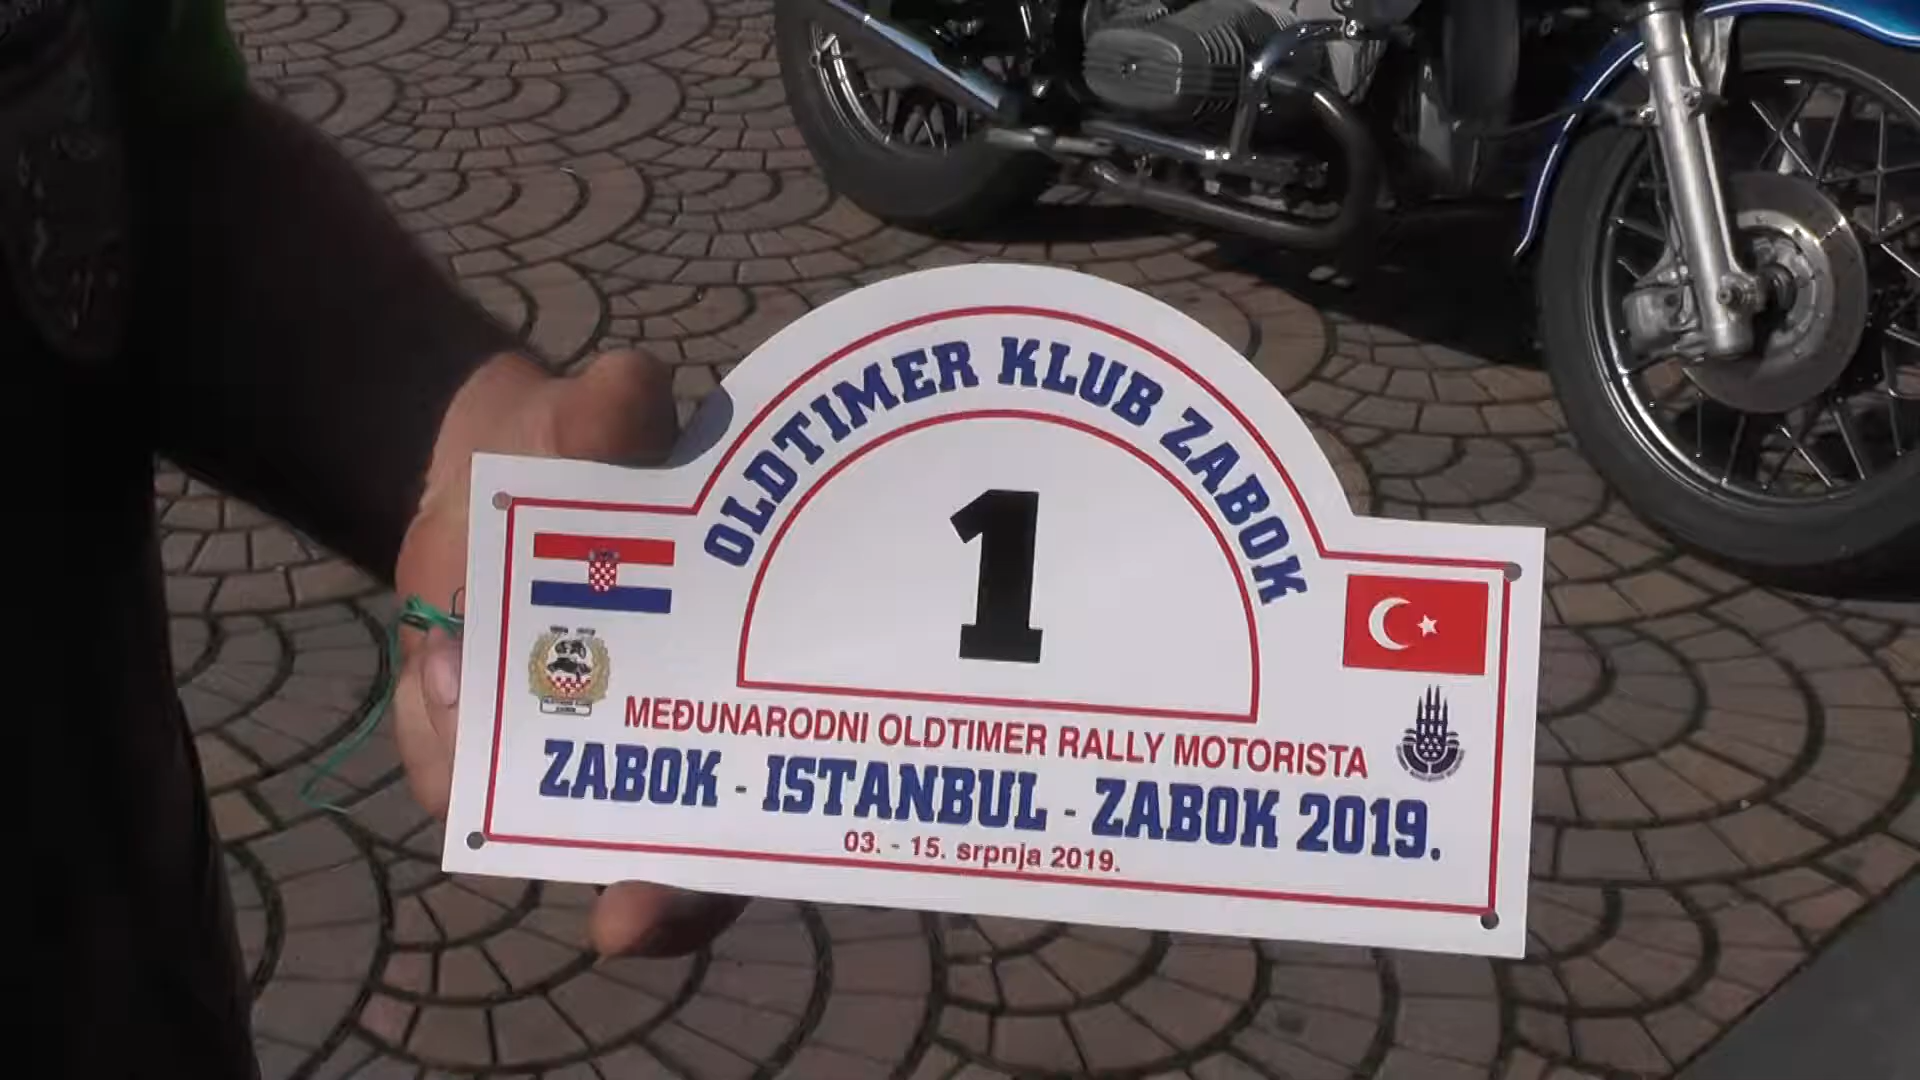 OLDTIMER KLUB ZABOK
1
MEĐUNARODNI OLDTIMER RALLY MOTORISTA
ZABOK - ISTANBUL - ZABOK 2019.
03. - 15. srpnja 2019.